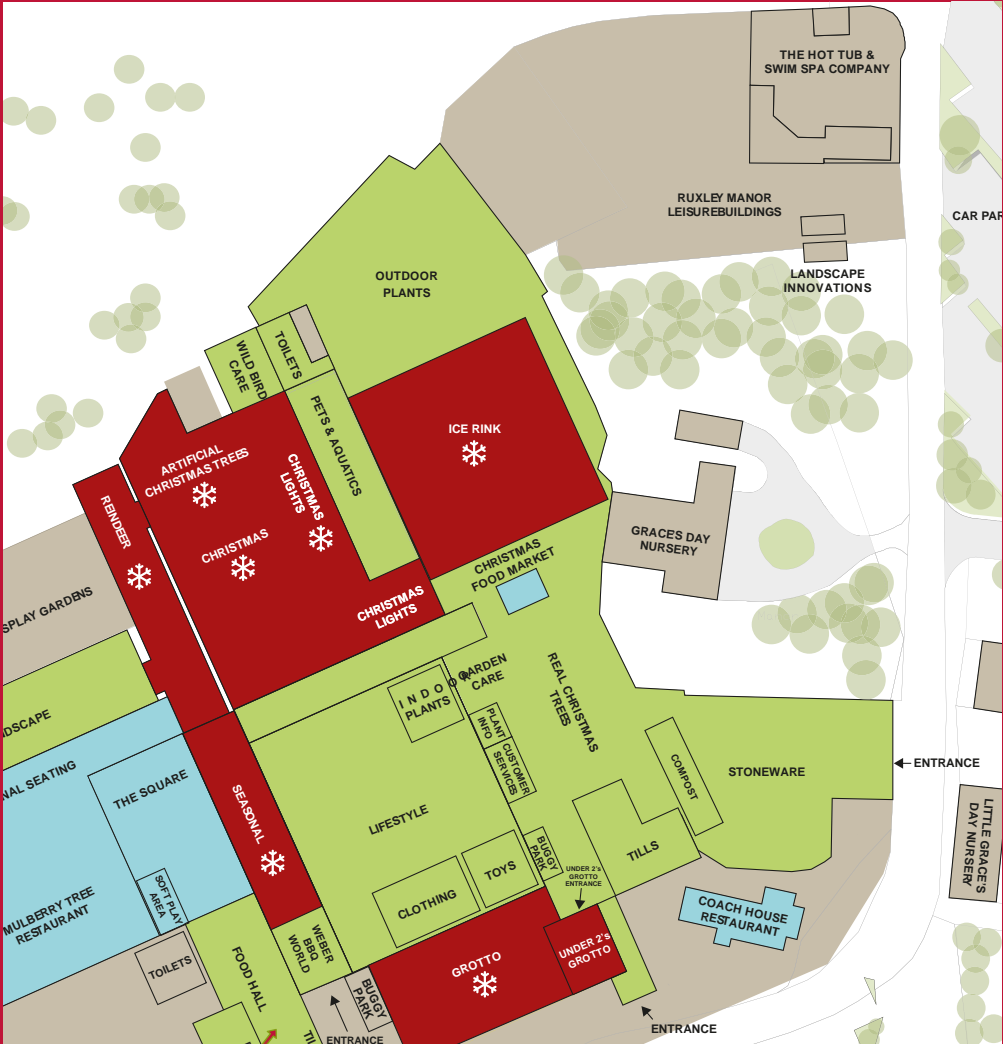 THE HOT TUB &
SWIM SPA COMPANY
RUXLEY MANOR
LEISUREBUILDINGS
CAR PAR
LANDSCAPE
INNOVATIONS
OUTDOOR
PLANTS
WILD BIRD
CARE
TOILETS
PETS & AQUATICS
ICE RINK
ARTIFICIAL
CHRISTMAS TREES
CHRISTMAS
LIGHTS
REINDEER
CHRISTMAS
CHRISTMAS
FOOD MARKET
GRACES DAY
NURSERY
CHRISTMAS
LIGHTS
SPLAY GARDENS
NDSCAPE
INDOO
PLANTS
GARDEN
CARE
REAL CHRISTMAS
TREES
PLANT
INFO
CUSTOMER
SERVICES
COMPOST
STONEWARE
ENTRANCE
NAL SEATING
THE SQUARE
SEASONAL
LIFESTYLE
LITTLE GRACE'S
DAY NURSERY
TILLS
BUGGY
PARK
TOYS
UNDER 2's
GROTTO
ENTRANCE
CLOTHING
SOFT PLAY
AREA
MULBERRY TREE
RESTAURANT
COACH HOUSE
RESTAURANT
WEBER
BBQ
WORLD
UNDER 2's
GROTTO
GROTTO
TOILETS
FOOD HALL
BUGGY
PARK
ENTRANCE
ENTRANCE